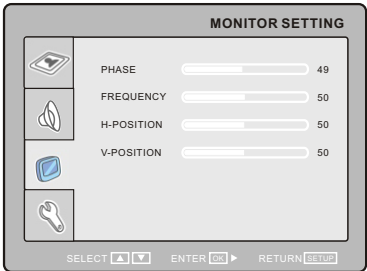 MONITOR SETTING
PHASE 49
FREQUENCY 50
H-POSITION 50
V-POSITION 50
SELECT ▲ ▼ ENTER OK ▶ RETURN SETUP